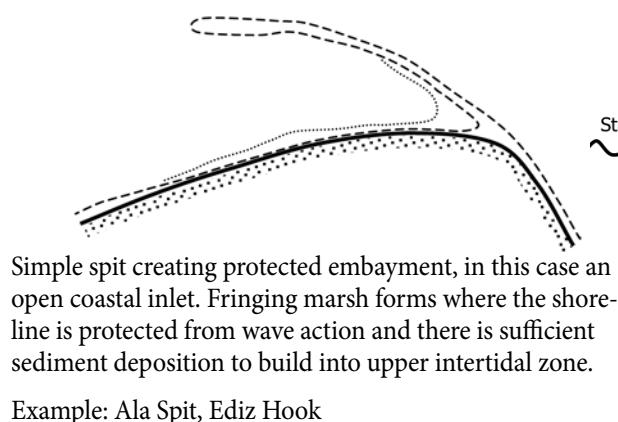 St
Simple spit creating protected embayment, in this case an
open coastal inlet. Fringing marsh forms where the shore-
line is protected from wave action and there is sufficient
sediment deposition to build into upper intertidal zone.
Example: Ala Spit, Ediz Hook